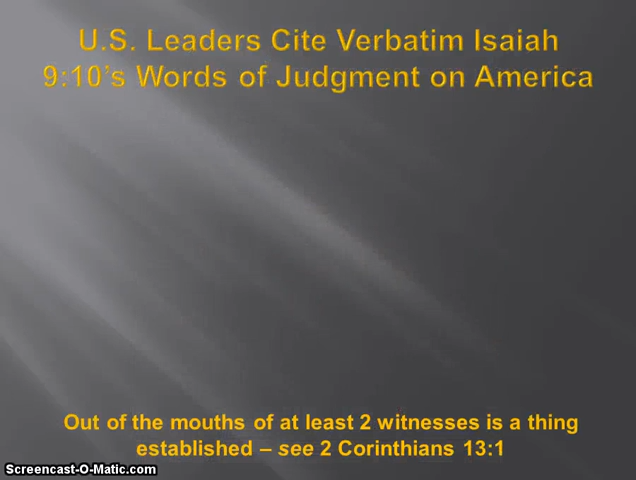 U.S. Leaders Cite Verbatim Isaiah
9:10's Words of Judgment on America
Out of the mouths of at least 2 witnesses is a thing
established – see 2 Corinthians 13:1
Screencast-O-Matic.com